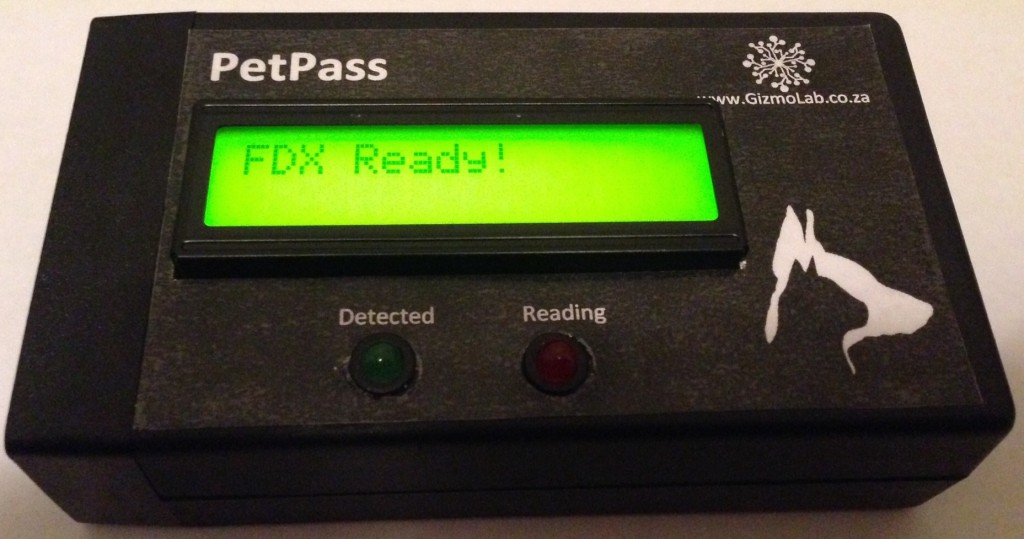 PetPass
www.GizmoLab.co.za
FDX Ready!
Detected
Reading